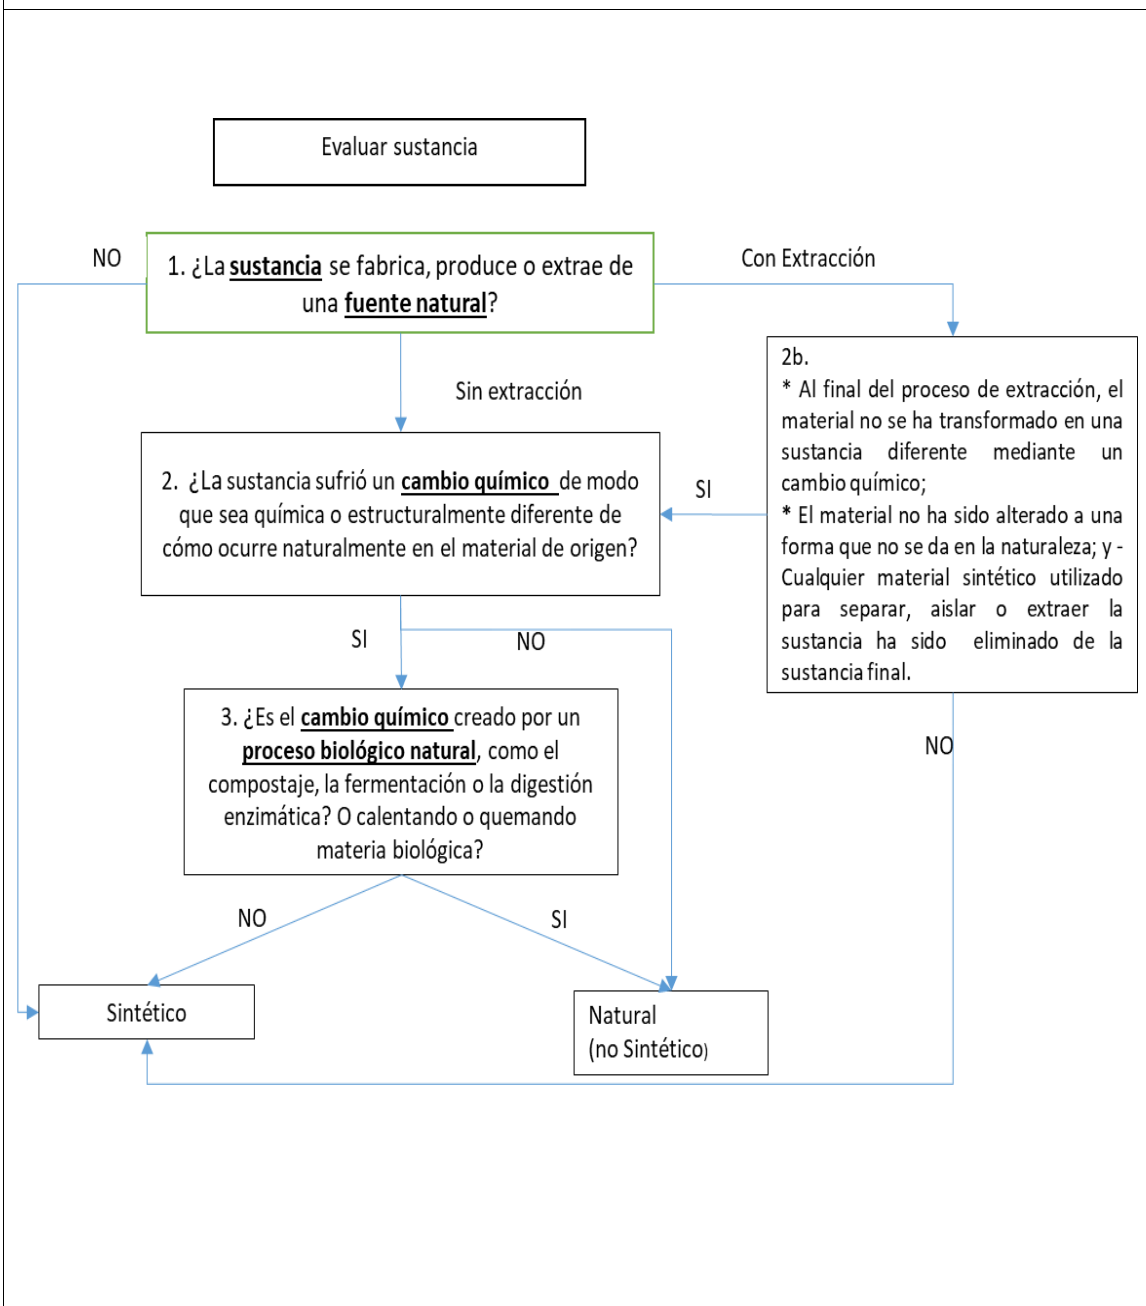 Evaluar sustancia
NO
1. ¿La sustancia se fabrica, produce o extrae de
una fuente natural?
Con Extracción
Sin extracción
2b.
* Al final del proceso de extracción, el
material no se ha transformado en una
sustancia diferente mediante un
cambio químico;
* El material no ha sido alterado a una
forma que no se da en la naturaleza; y -
Cualquier material sintético utilizado
para separar, aislar o extraer la
sustancia ha sido eliminado de la
sustancia final.
2. ¿La sustancia sufrió un cambio químico de modo
que sea química o estructuralmente diferente de
cómo ocurre naturalmente en el material de origen?
SI
SI
NO
3. ¿Es el cambio químico creado por un
proceso biológico natural, como el
compostaje, la fermentación o la digestión
enzimática? O calentando o quemando
materia biológica?
NO
NO
SI
Sintético
Natural
(no Sintético)